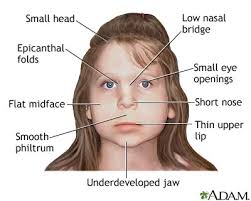 Small head
Low nasal
bridge
Epicanthal
folds
Small eye
openings
Flat midface
Short nose
Smooth
philtrum
Thin upper
lip
Underdeveloped jaw
A.D.A.M.